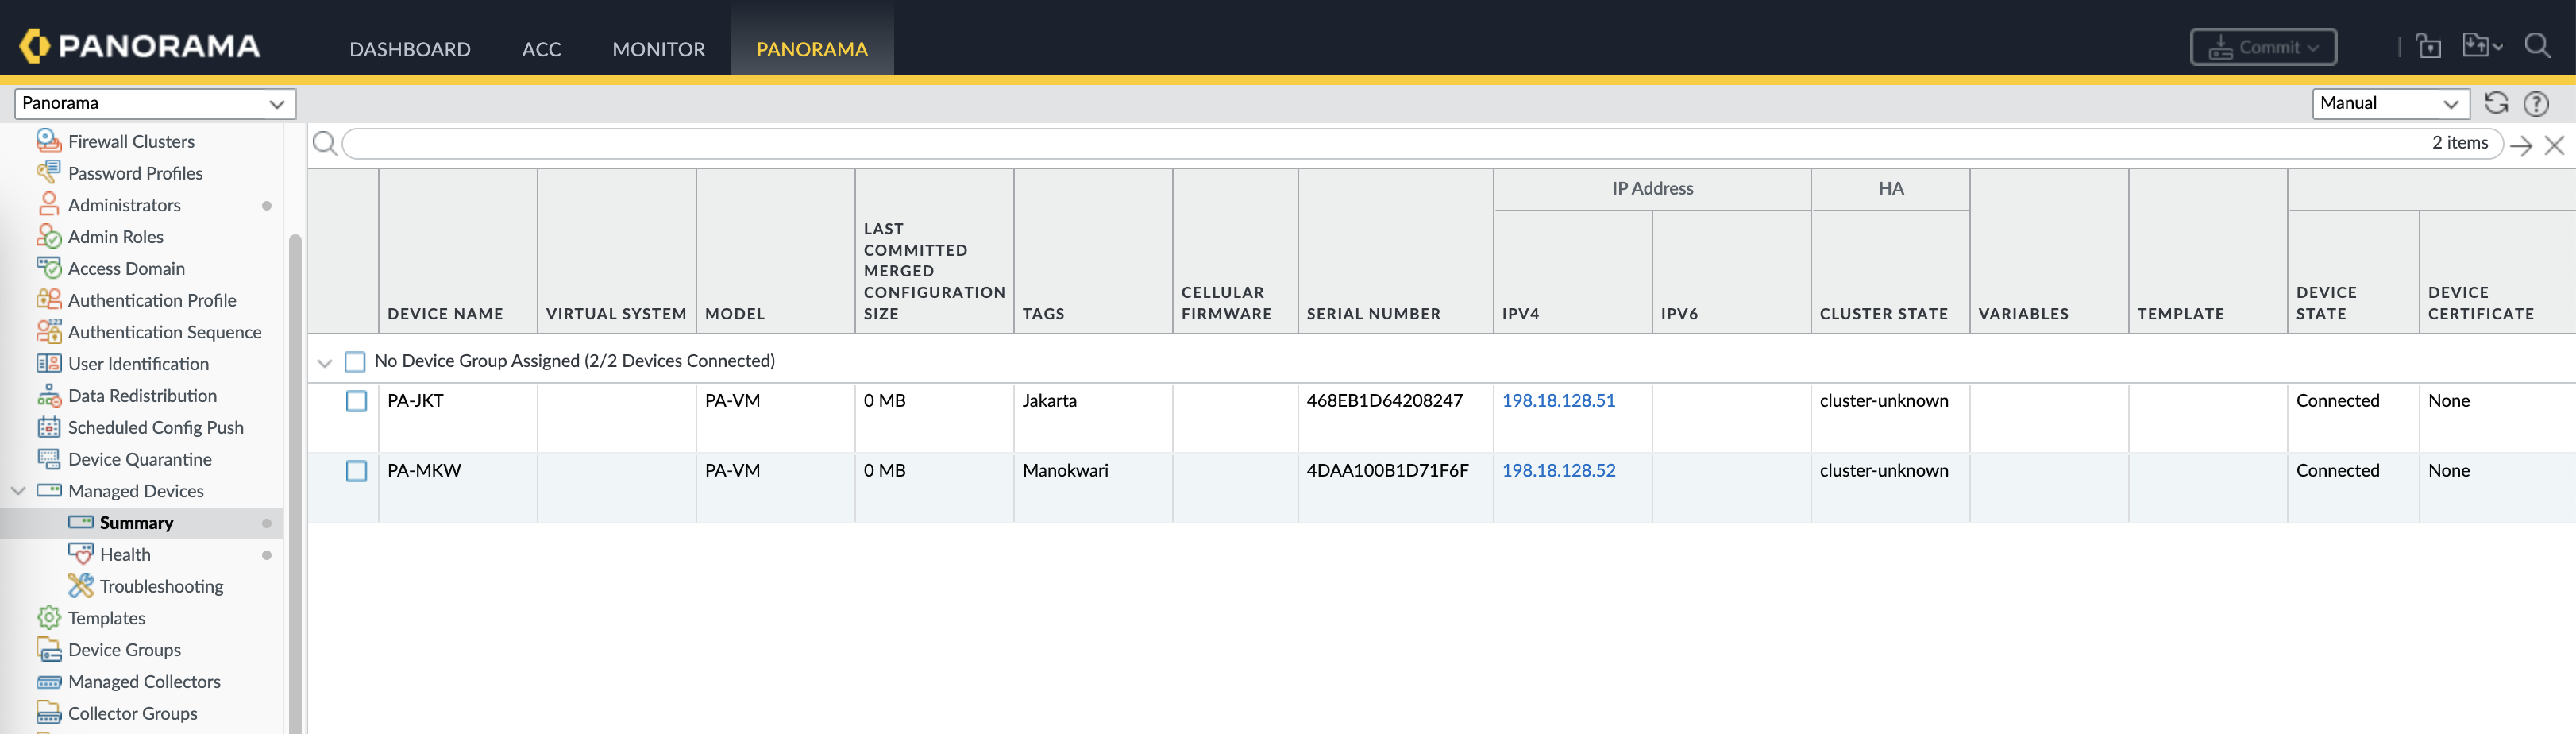 PANORAMA
DASHBOARD
ACC
MONITOR
PANORAMA
Commit
Panorama
Manual
Firewall Clusters
Password Profiles
Administrators
Admin Roles
Access Domain
Authentication Profile
Authentication Sequence
User Identification
Data Redistribution
Scheduled Config Push
Device Quarantine
Managed Devices
Summary
Health
Troubleshooting
Templates
Device Groups
Managed Collectors
Collector Groups
2 items
IP Address
HA
DEVICE NAME
VIRTUAL SYSTEM
MODEL
LAST
COMMITTED
MERGED
CONFIGURATION
SIZE
TAGS
CELLULAR
FIRMWARE
SERIAL NUMBER
IPV4
IPV6
CLUSTER STATE
VARIABLES
TEMPLATE
DEVICE
STATE
DEVICE
CERTIFICATE
No Device Group Assigned (2/2 Devices Connected)
PA-JKT PA-VM 0 MB Jakarta 468EB1D64208247 198.18.128.51 cluster-unknown Connected None
PA-MKW PA-VM 0 MB Manokwari 4DAA100B1D71F6F 198.18.128.52 cluster-unknown Connected None